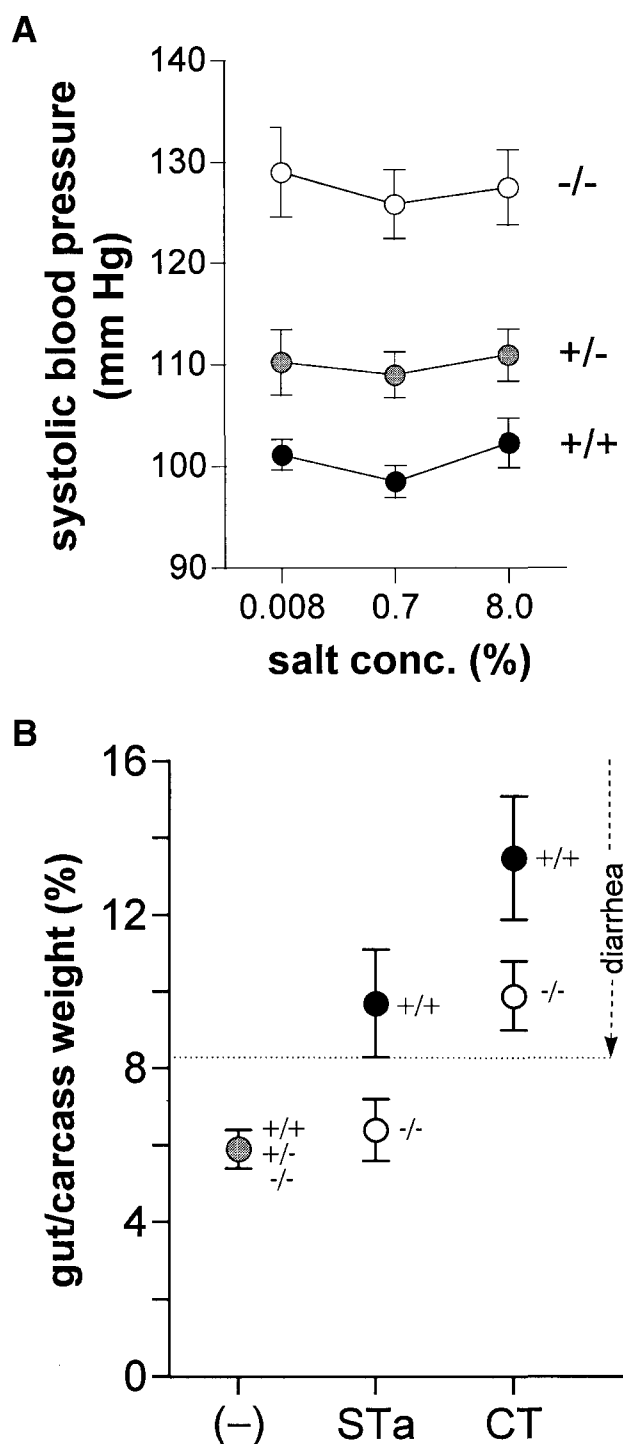 A
systolic blood pressure
(mm Hg)
140
130
120
110
100
90
-/-
+/-
+/+
0.008 0.7 8.0
salt conc. (%)
B
gut/carcass weight (%)
16
12
8
4
0
+/+
-/-
diarrhea
+/+
-/-
+/+
+/-
-/-
(–) STa CT